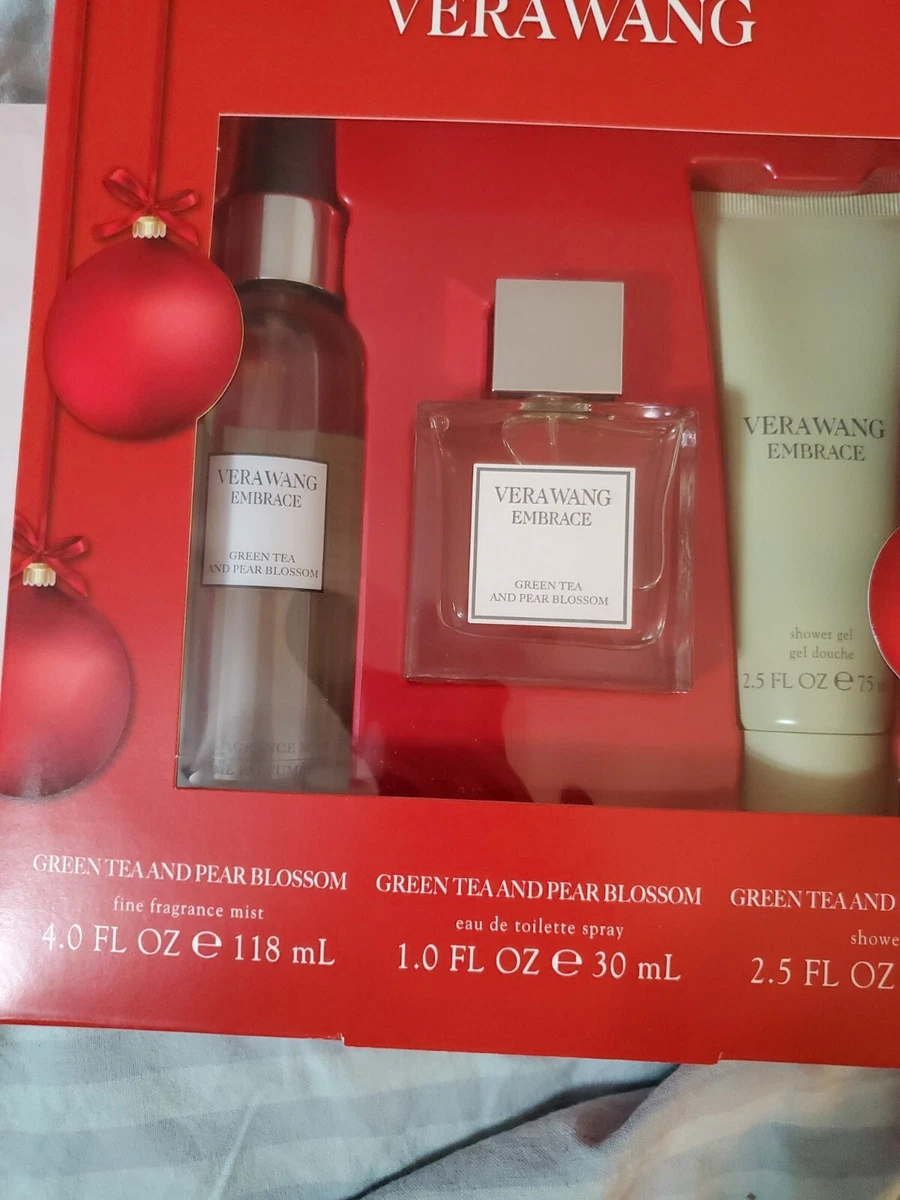 VERAWANG
VERAWANG
EMBRACE
GREEN TEA
AND PEAR BLOSSOM
VERAWANG
EMBRACE
GREEN TEA
AND PEAR BLOSSOM
VERAWANG
EMBRACE
shower gel
gel douche
2.5 FL OZ ℮ 75
GREEN TEA AND PEAR BLOSSOM
fine fragrance mist
4.0 FL OZ ℮ 118 mL
GREEN TEA AND PEAR BLOSSOM
eau de toilette spray
1.0 FL OZ ℮ 30 mL
GREEN TEA AND
showe
2.5 FL OZ